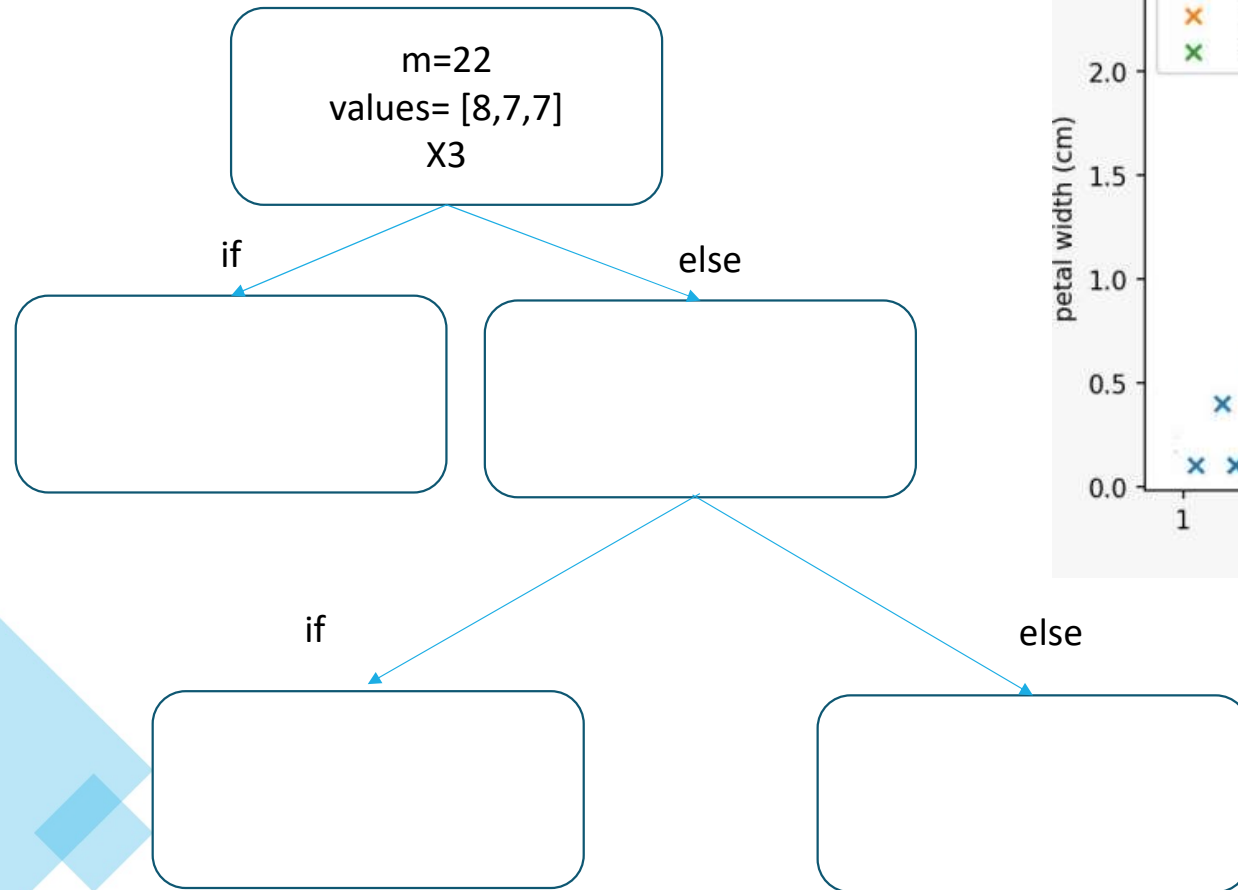 m=22
values= [8,7,7]
X3
if
else
if
else
petal width (cm)
2.0
1.5
1.0
0.5
0.0
1